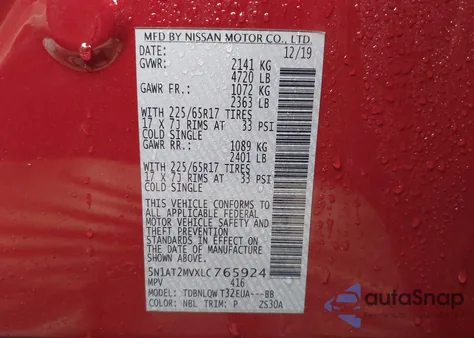 MFD BY NISSAN MOTOR CO., LTD.
DATE: 12/19
GVWR: 2141 KG
4720 LB
GAWR FR.: 1072 KG
2363 LB
WITH 225/65R17 TIRES
17 X 7J RIMS AT 33 PSI
COLD SINGLE
GAWR RR.: 1089 KG
2401 LB
WITH 225/65R17 TIRES
17 X 7J RIMS AT 33 PSI
COLD SINGLE
THIS VEHICLE CONFORMS TO
ALL APPLICABLE FEDERAL
MOTOR VEHICLE SAFETY AND
STANDARDS IN EFFECT ON
THE DATE OF MANUFACTURE
SHOWN ABOVE.
5N1AT2MVXLC765924
MPV 416
MODEL: TDBNLQW T32EUA---BB
COLOR: NBL TRIM: P ZS30A
autoSnap